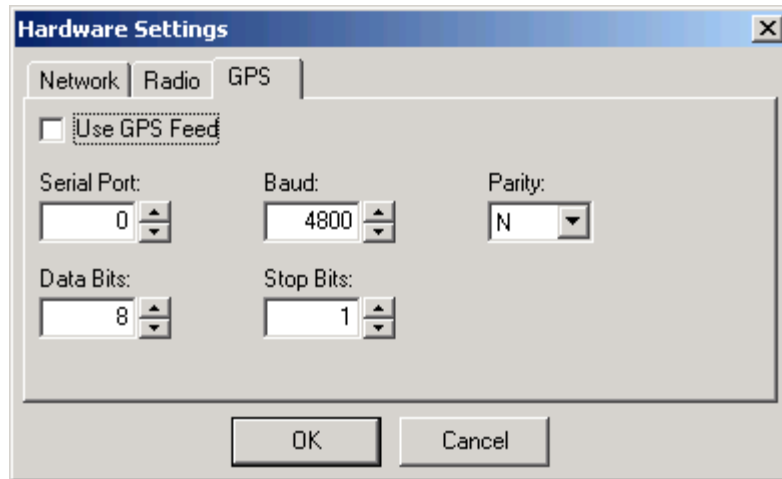 Hardware Settings
Network Radio GPS
Use GPS Feed
Serial Port: Baud: Parity:
0 4800 N
Data Bits: Stop Bits:
8 1
OK Cancel